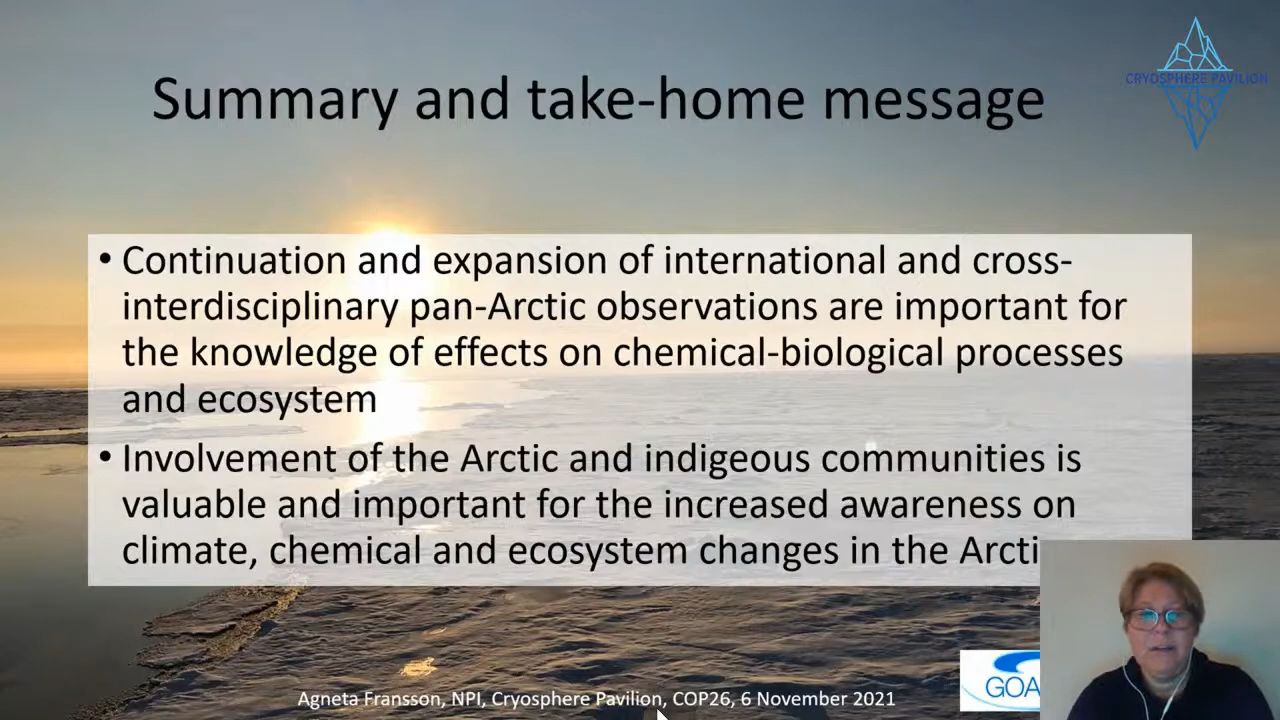 CRYOSPHERE PAVILION
Summary and take-home message
• Continuation and expansion of international and cross-
interdisciplinary pan-Arctic observations are important for
the knowledge of effects on chemical-biological processes
and ecosystem
• Involvement of the Arctic and indigeous communities is
valuable and important for the increased awareness on
climate, chemical and ecosystem changes in the Arcti
GOA
Agneta Fransson, NPI, Cryosphere Pavilion, COP26, 6 November 2021